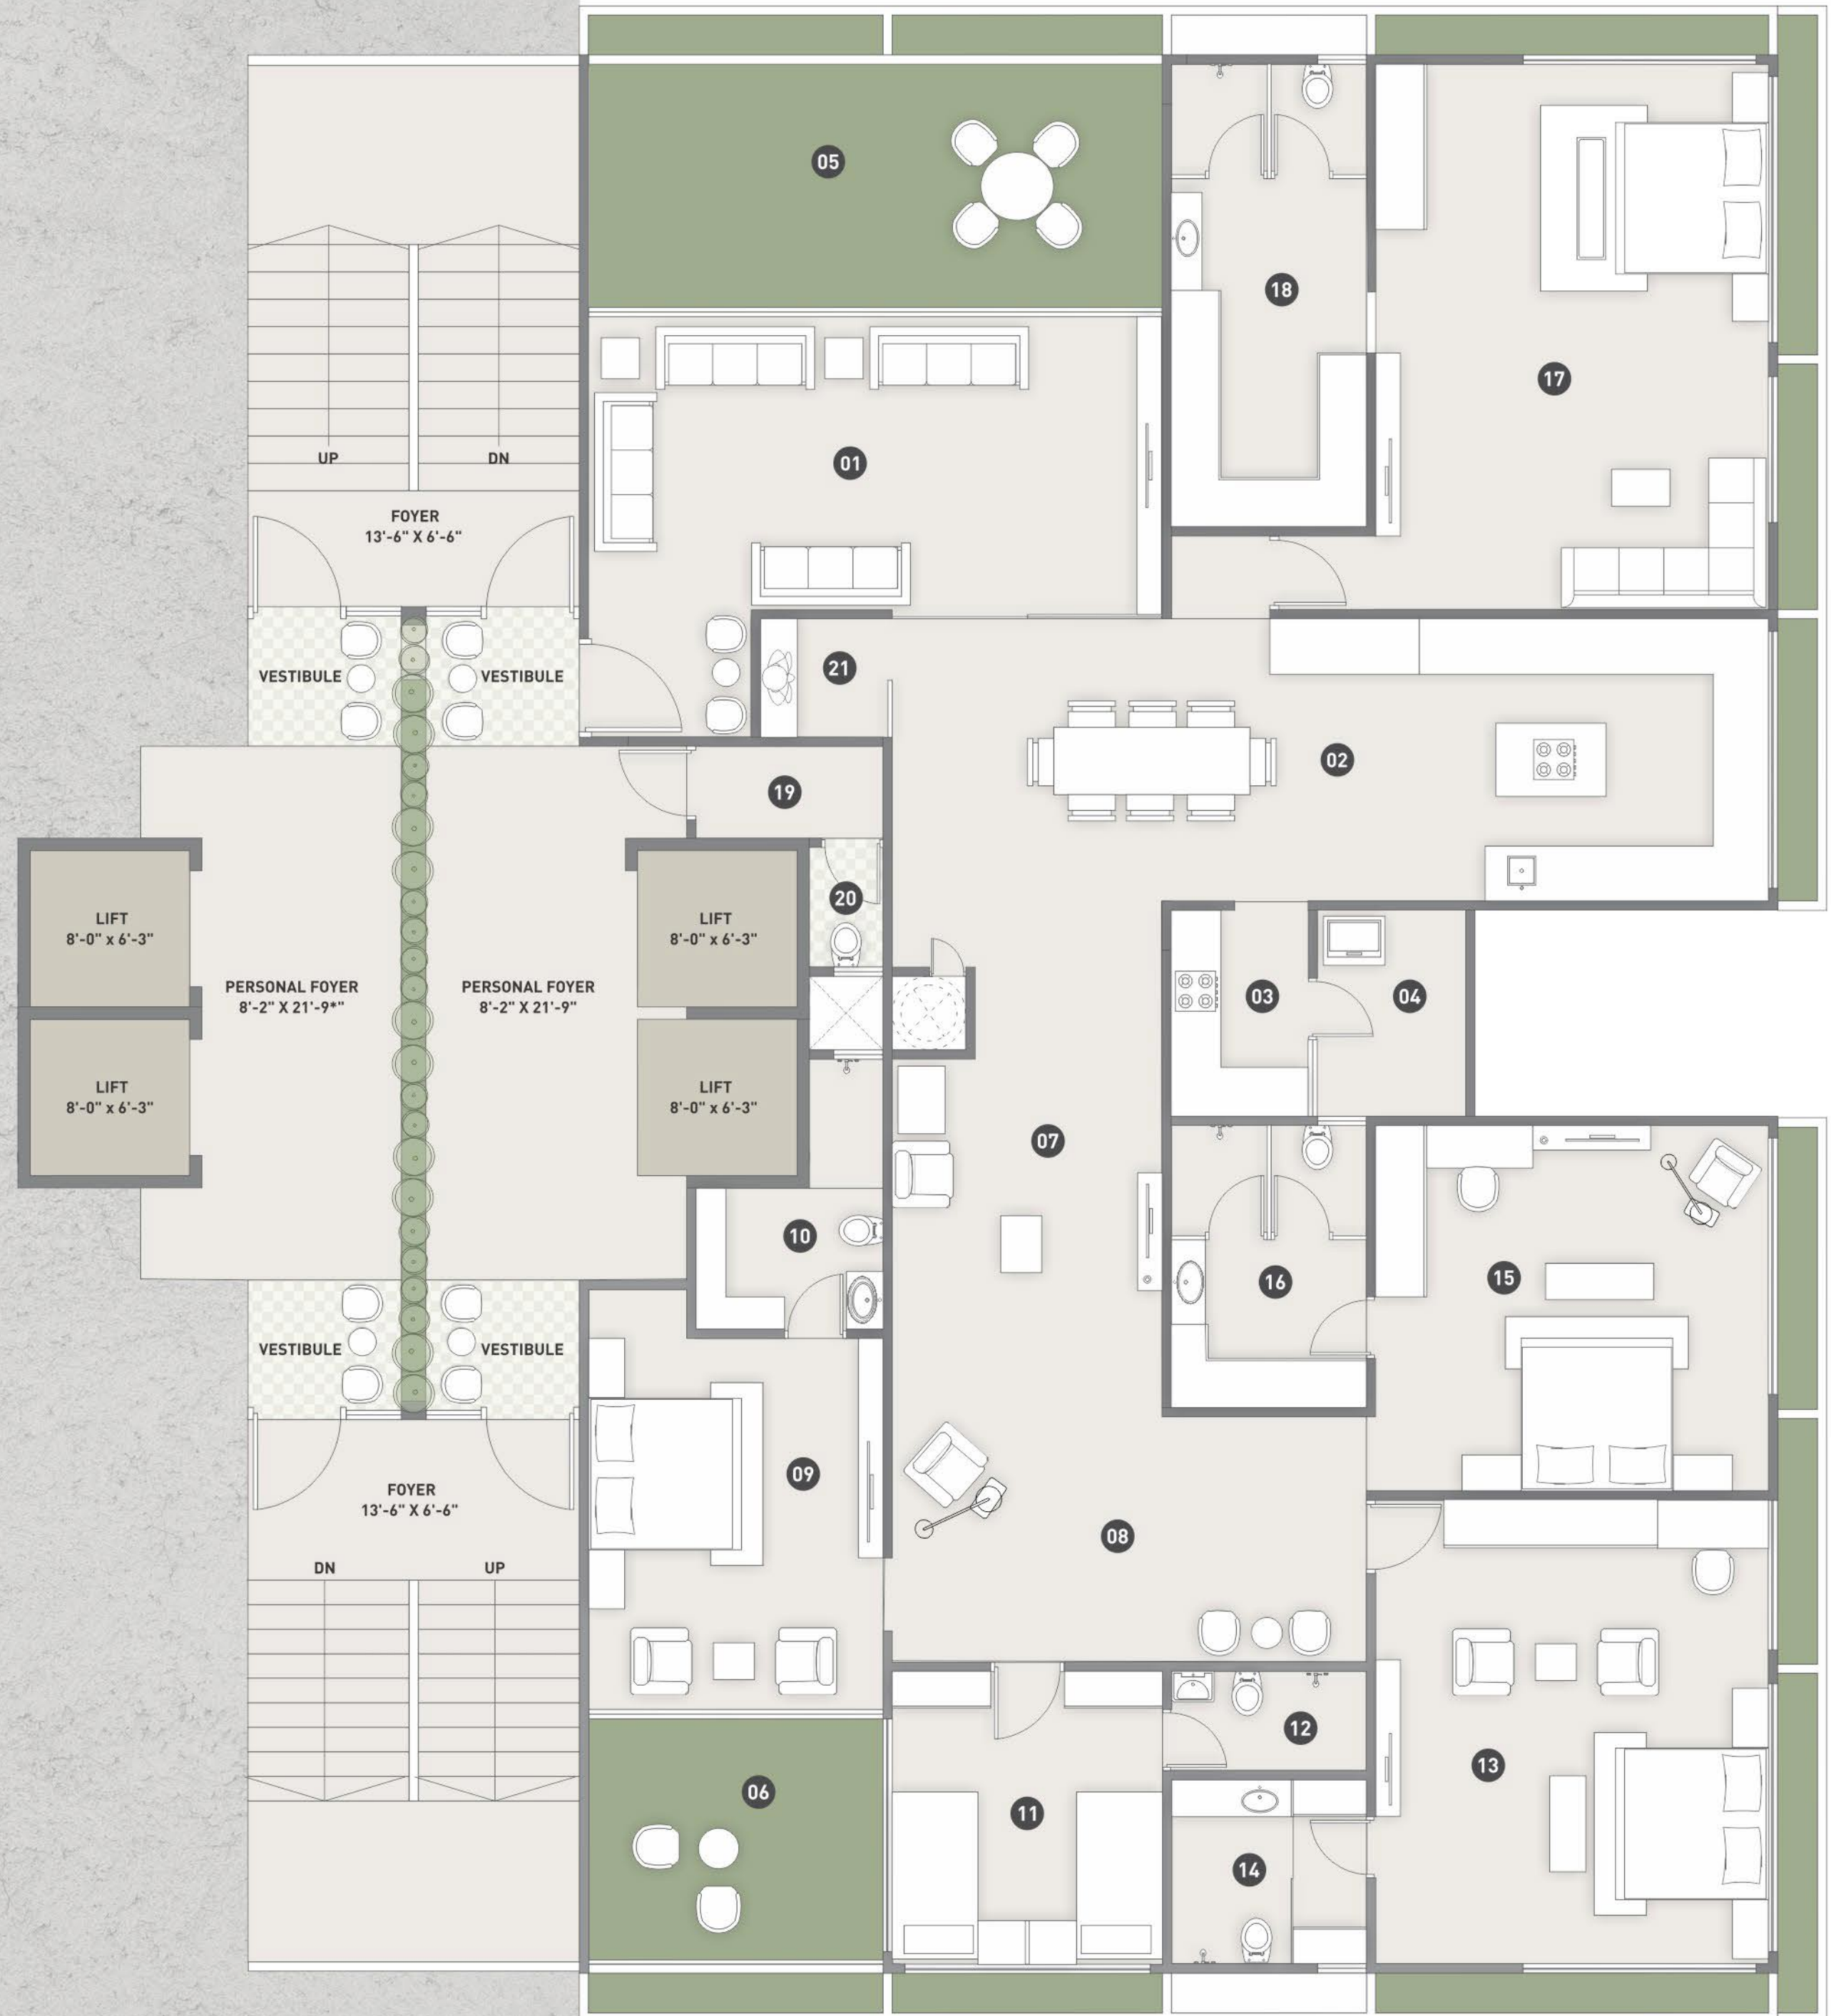 05
18
17
01
UP
DN
FOYER
13'-6" X 6'-6"
VESTIBULE
VESTIBULE
21
02
19
20
LIFT
8'-0" x 6'-3"
LIFT
8'-0" x 6'-3"
PERSONAL FOYER
8'-2" X 21'-9*"
PERSONAL FOYER
8'-2" X 21'-9"
03
04
LIFT
8'-0" x 6'-3"
LIFT
8'-0" x 6'-3"
07
10
16
15
VESTIBULE
VESTIBULE
09
FOYER
13'-6" X 6'-6"
08
DN
UP
12
13
06
11
14